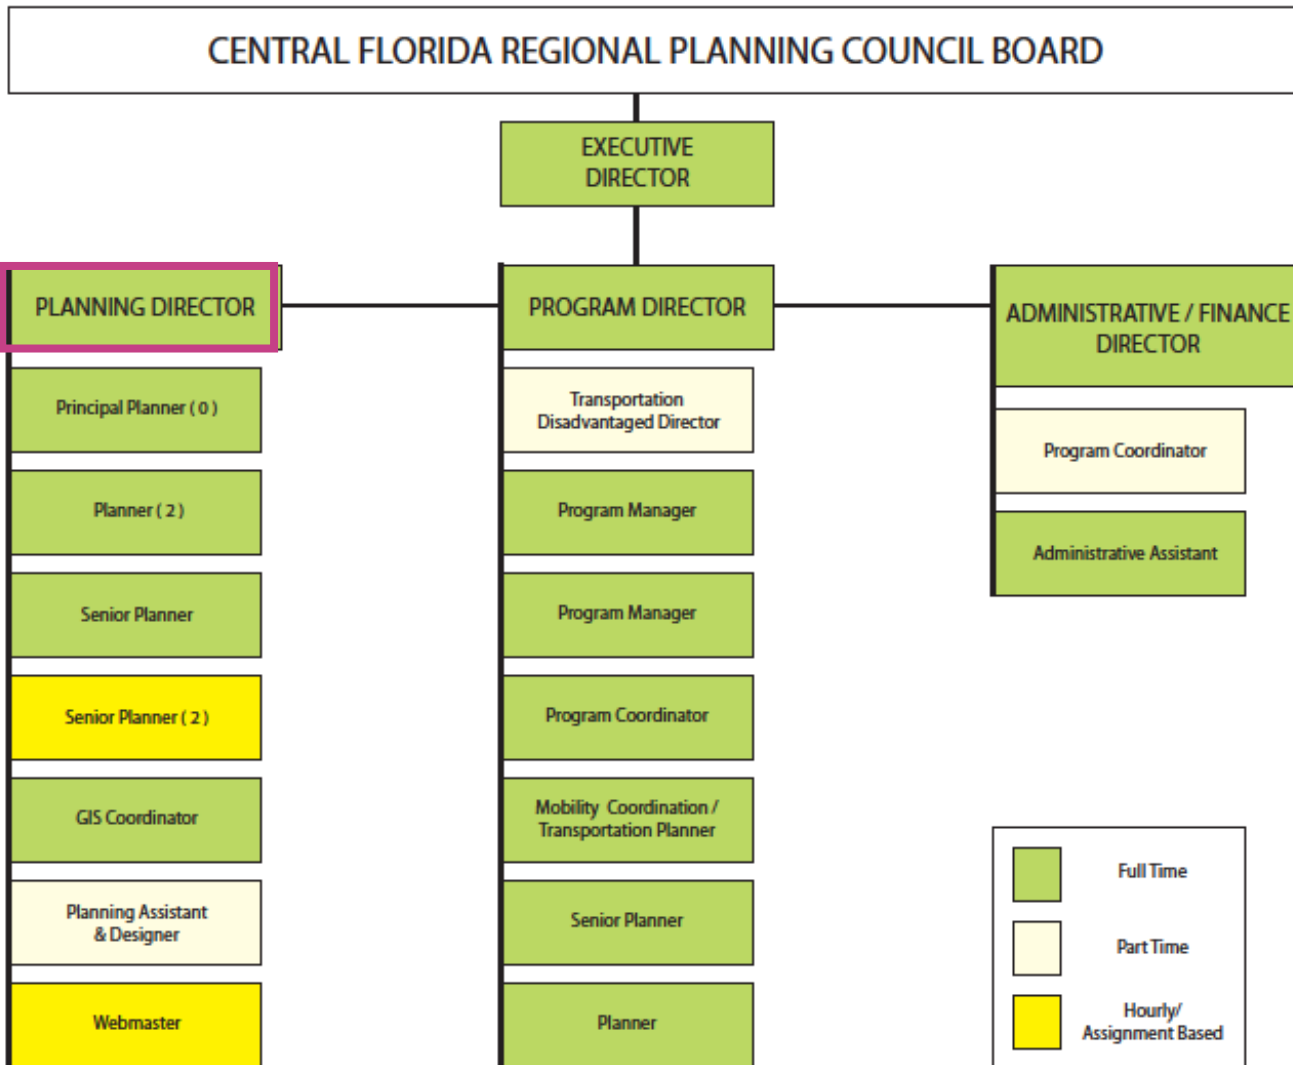 CENTRAL FLORIDA REGIONAL PLANNING COUNCIL BOARD
EXECUTIVE
DIRECTOR
PLANNING DIRECTOR
Principal Planner ( 0 )
Planner ( 2 )
Senior Planner
Senior Planner ( 2 )
GIS Coordinator
Planning Assistant
& Designer
Webmaster
PROGRAM DIRECTOR
Transportation
Disadvantaged Director
Program Manager
Program Manager
Program Coordinator
Mobility Coordination /
Transportation Planner
Senior Planner
Planner
ADMINISTRATIVE / FINANCE
DIRECTOR
Program Coordinator
Administrative Assistant
Full Time
Part Time
Hourly/
Assignment Based